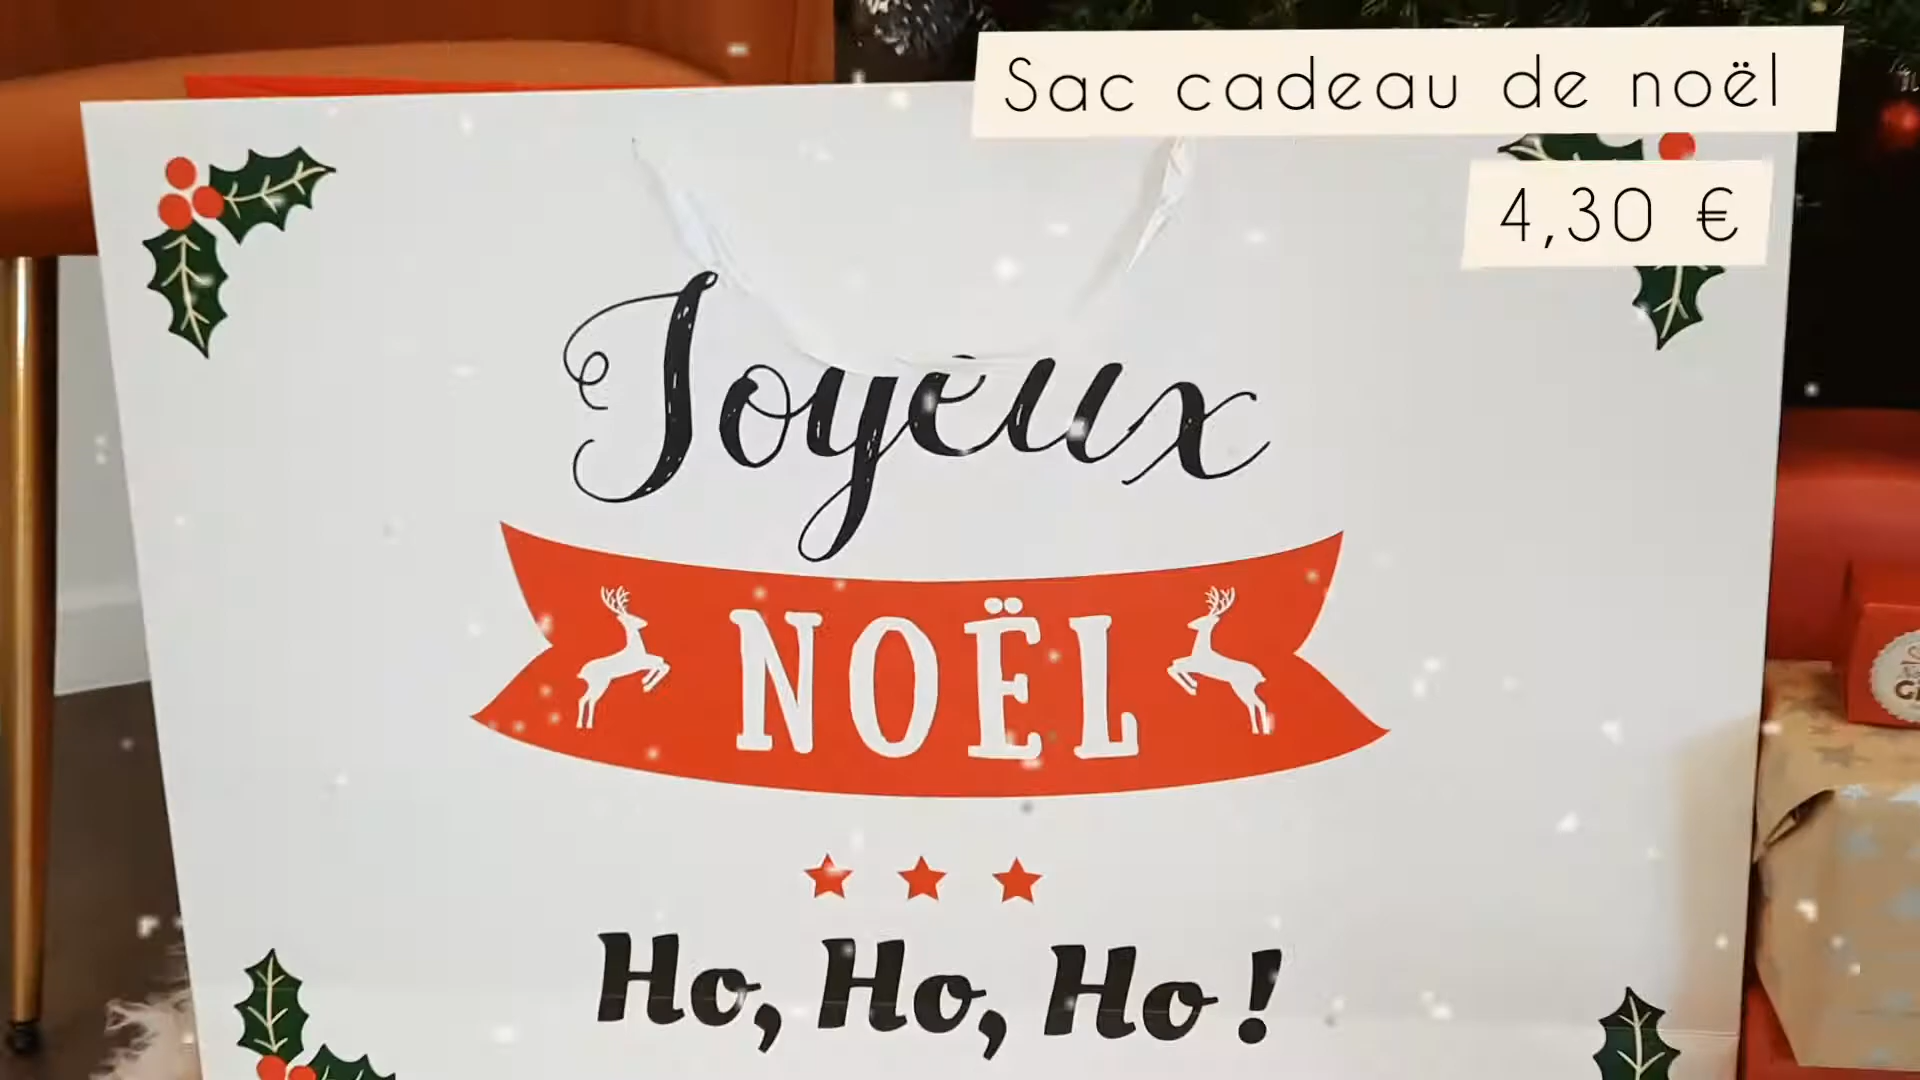 Sac cadeau de noël
4,30 €
Joyeux
NOËL
Ho, Ho, Ho !